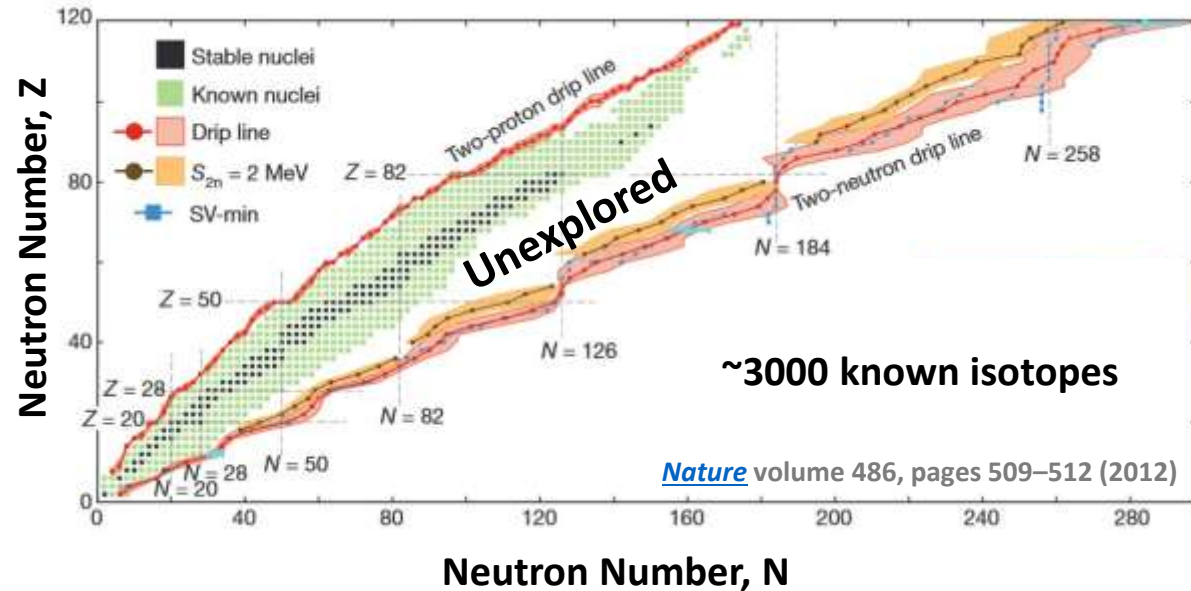 120
80
40
0
Neutron Number, Z
Stable nuclei
Known nuclei
Drip line
S2n = 2 MeV
SV-min
Two-proton drip line
Z = 82
Z = 50
Z = 28
Z = 20
Unexplored
N = 258
Two-neutron drip line
N = 184
N = 126
N = 82
N = 50
N = 28
N = 20
~3000 known isotopes
Nature volume 486, pages 509–512 (2012)
0 40 80 120 160 200 240 280
Neutron Number, N